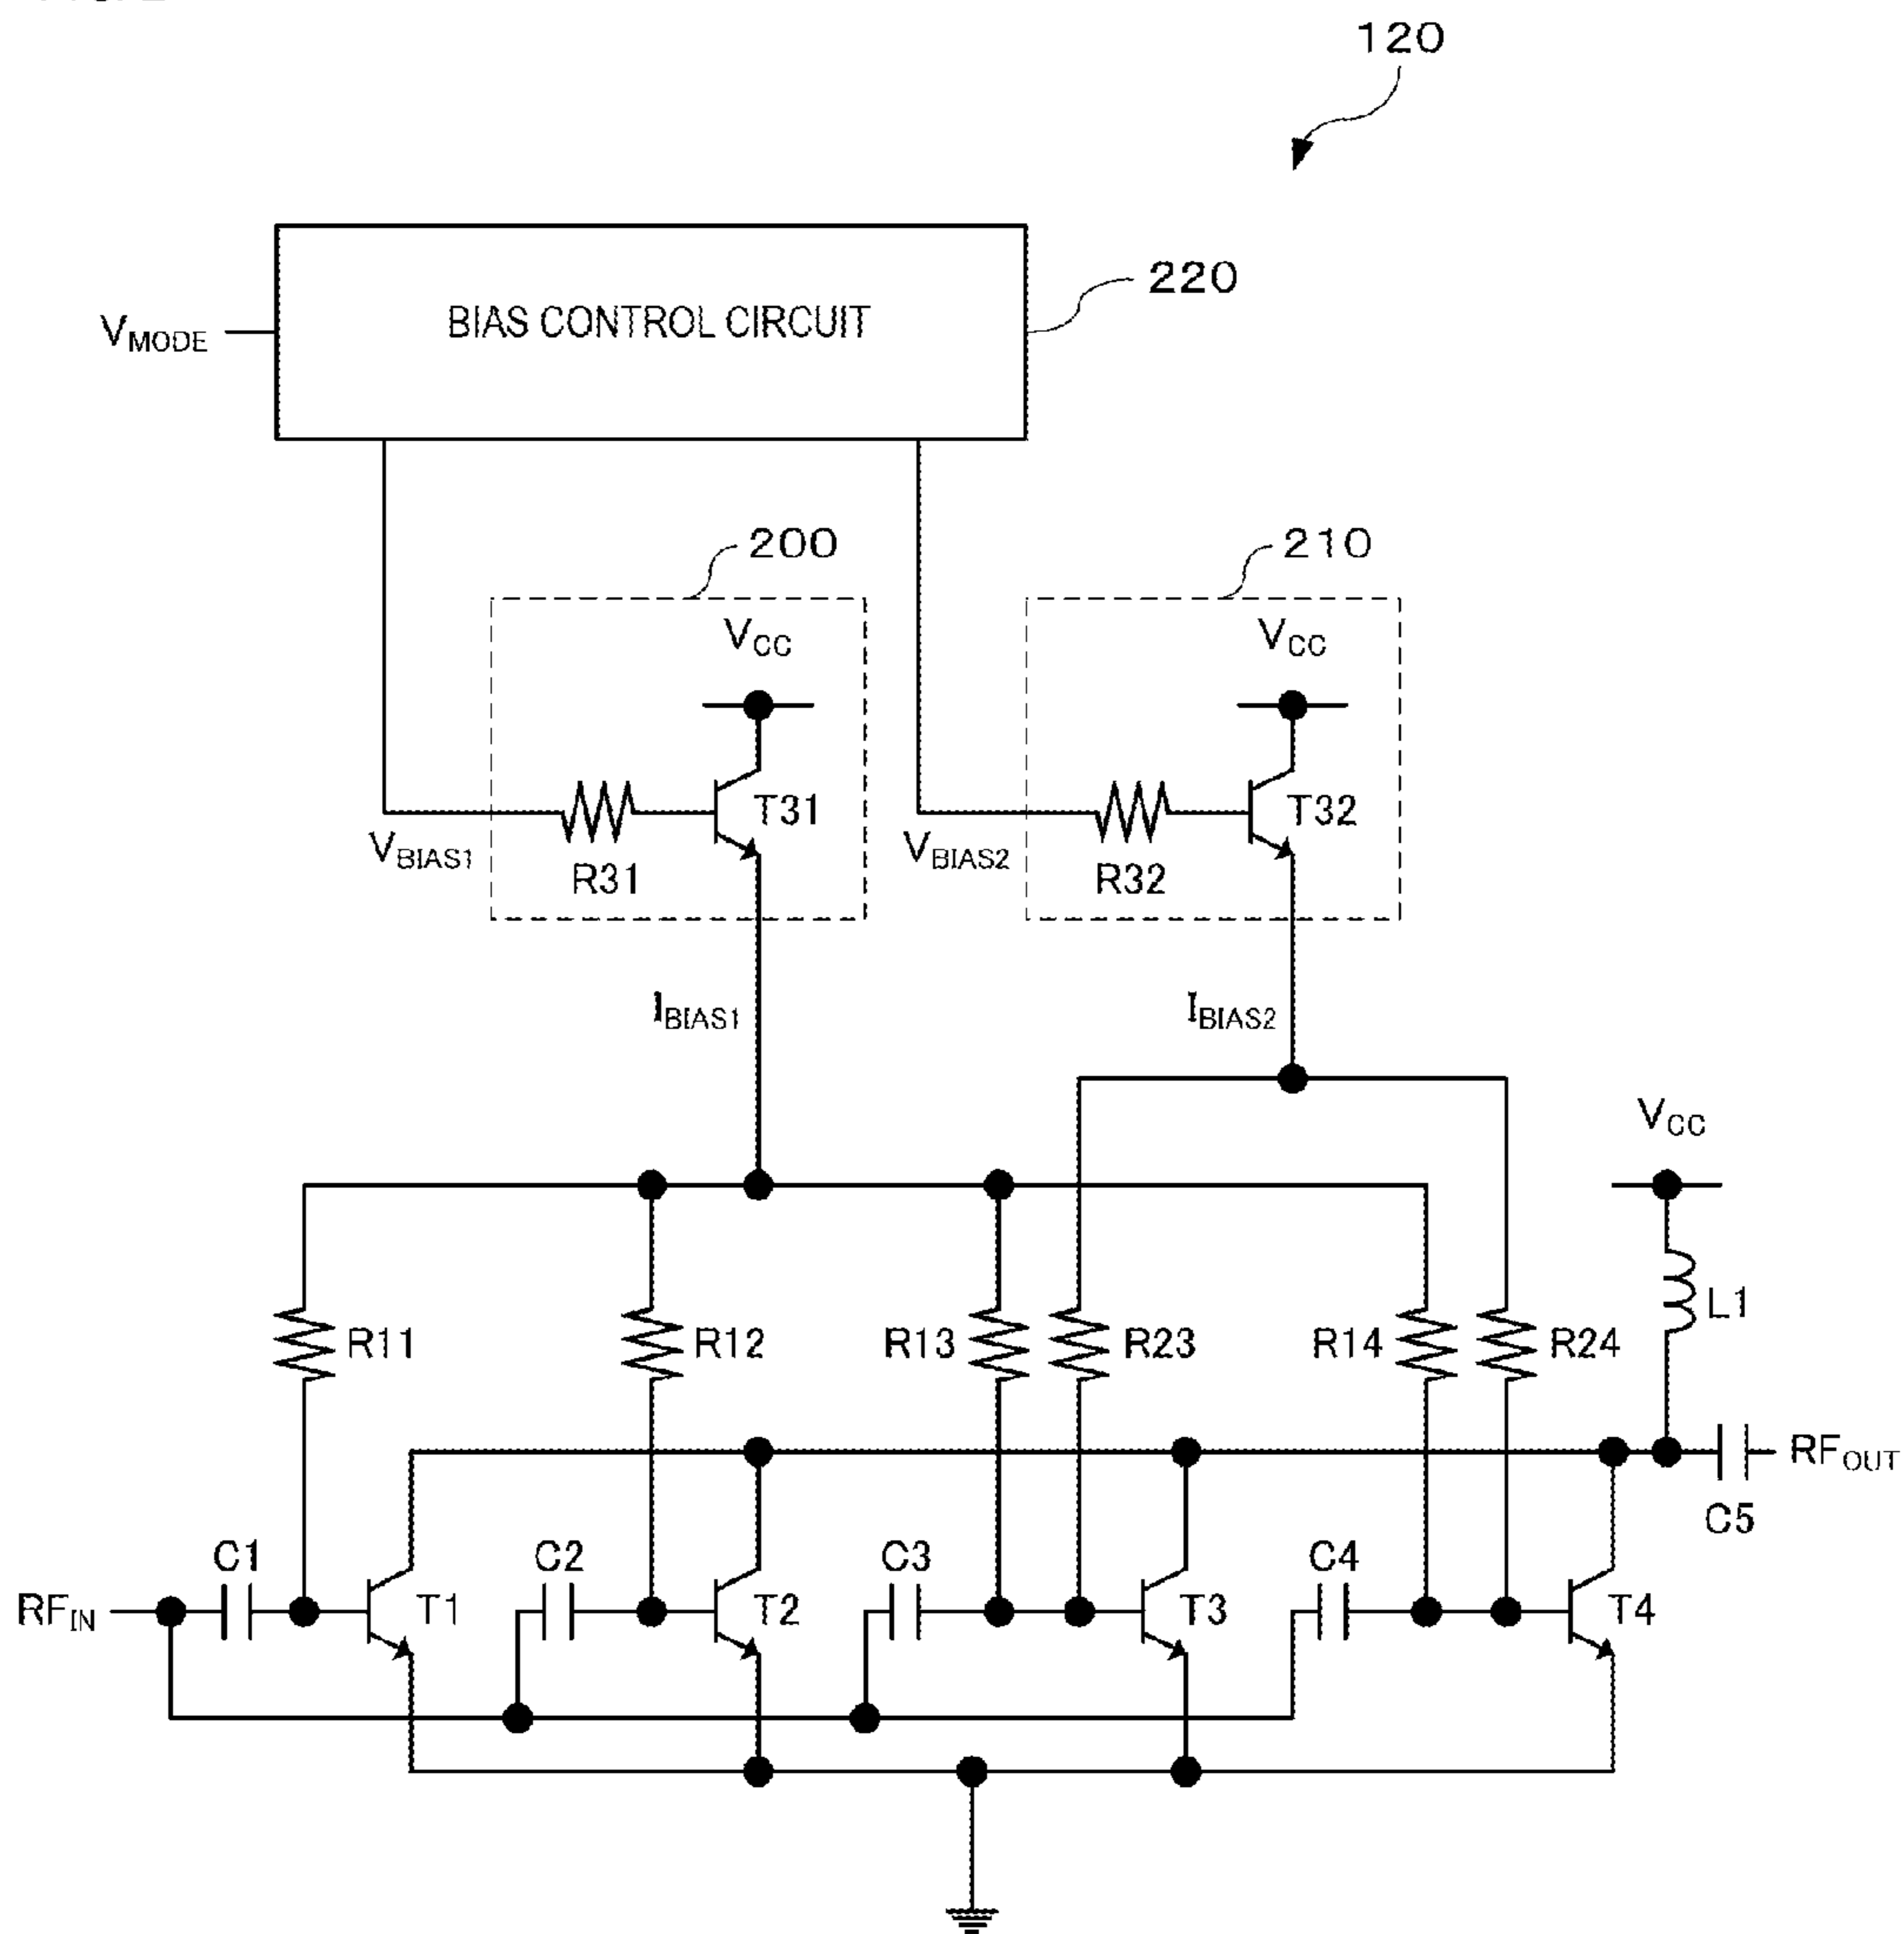 120
220
BIAS CONTROL CIRCUIT
VMODE
200
210
VCC
VCC
T31
T32
VBIAS1
R31
VBIAS2
R32
IBIAS1
IBIAS2
VCC
L1
R11
R12
R13
R23
R14
R24
RFOUT
C5
C1
C2
C3
C4
RFIN
T1
T2
T3
T4